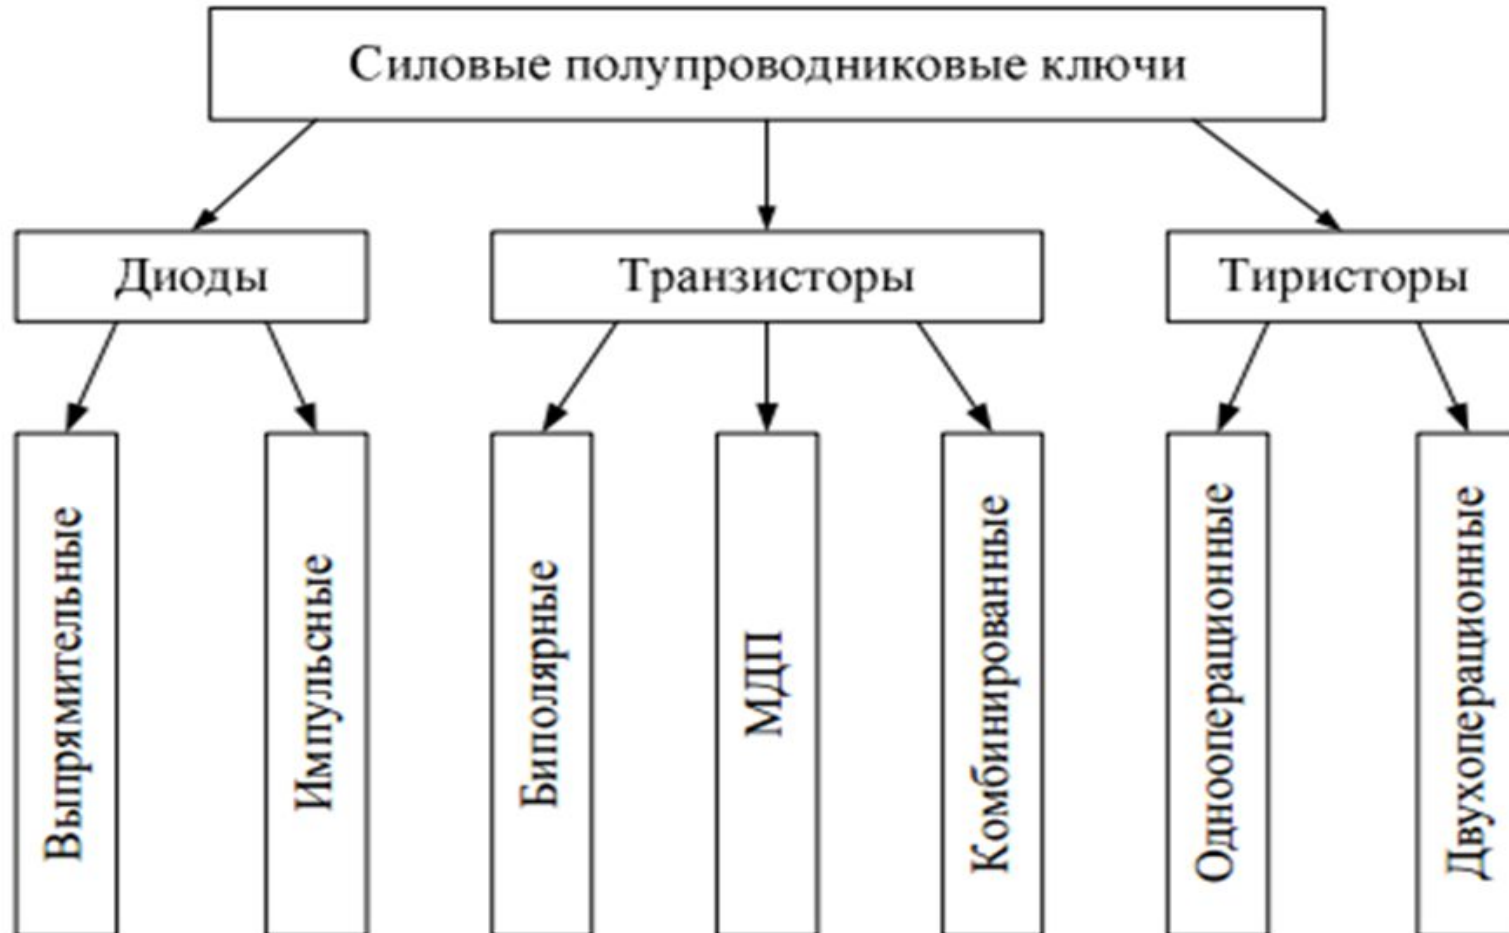 Силовые полупроводниковые ключи
Диоды
Транзисторы
Тиристоры
Выпрямительные
Импульсные
Биполярные
МДП
Комбинированные
Однооперационные
Двухоперационные